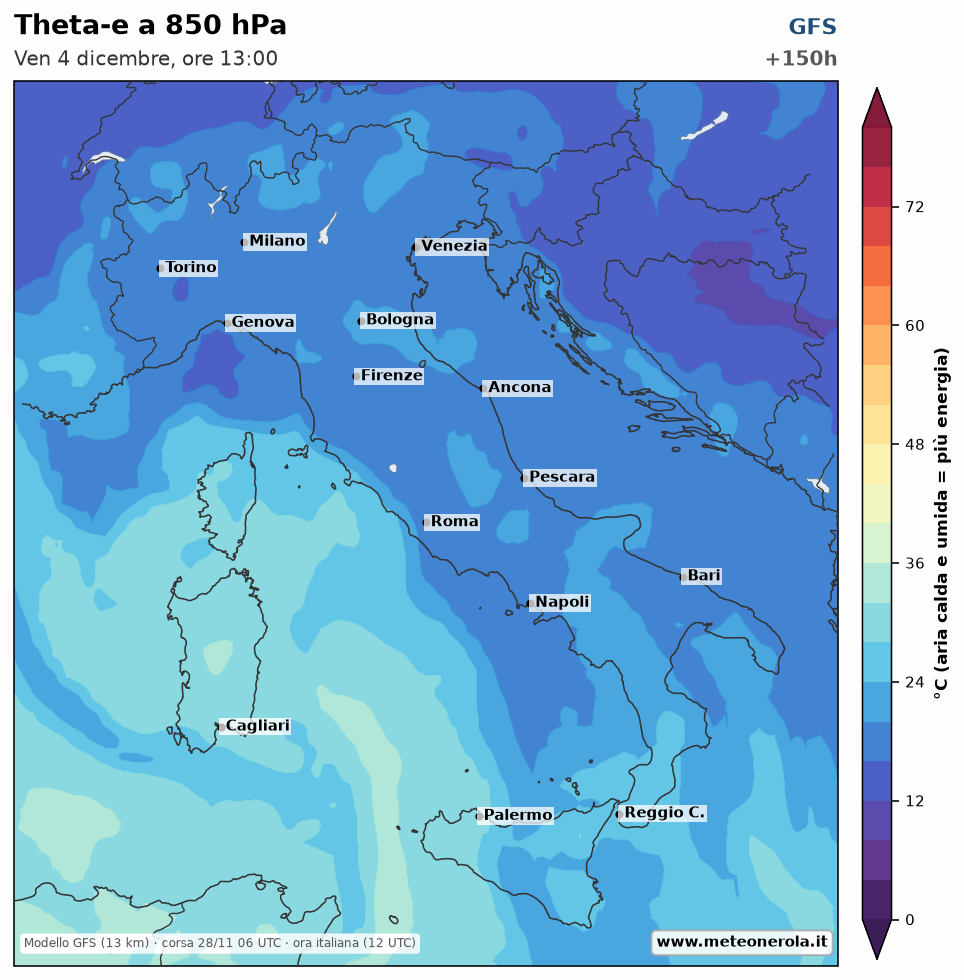 Theta-e a 850 hPa
GFS
Ven 4 dicembre, ore 13:00
+150h
Milano
Venezia
Torino
Genova
Bologna
Firenze
Ancona
Pescara
Roma
Bari
Napoli
Cagliari
Palermo
Reggio C.
72
60
48
36
24
12
0
°C (aria calda e umida = più energia)
Modello GFS (13 km) · corsa 28/11 06 UTC · ora italiana (12 UTC)
www.meteonerola.it